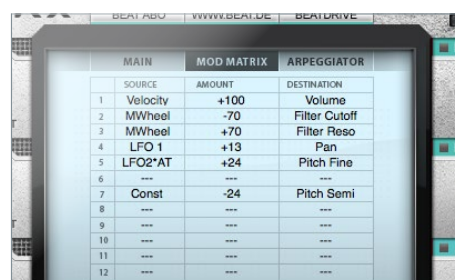 BEAT ABO WWW.BEAT.DE BEATDRIVE
MAIN MOD MATRIX ARPEGGIATOR
SOURCE AMOUNT DESTINATION
1 Velocity +100 Volume
2 MWheel -70 Filter Cutoff
3 MWheel +70 Filter Reso
4 LFO 1 +13 Pan
5 LFO2*AT +24 Pitch Fine
6 --- --- ---
7 Const -24 Pitch Semi
8 --- --- ---
9 --- --- ---
10 --- --- ---
11 --- --- ---
12 --- --- ---